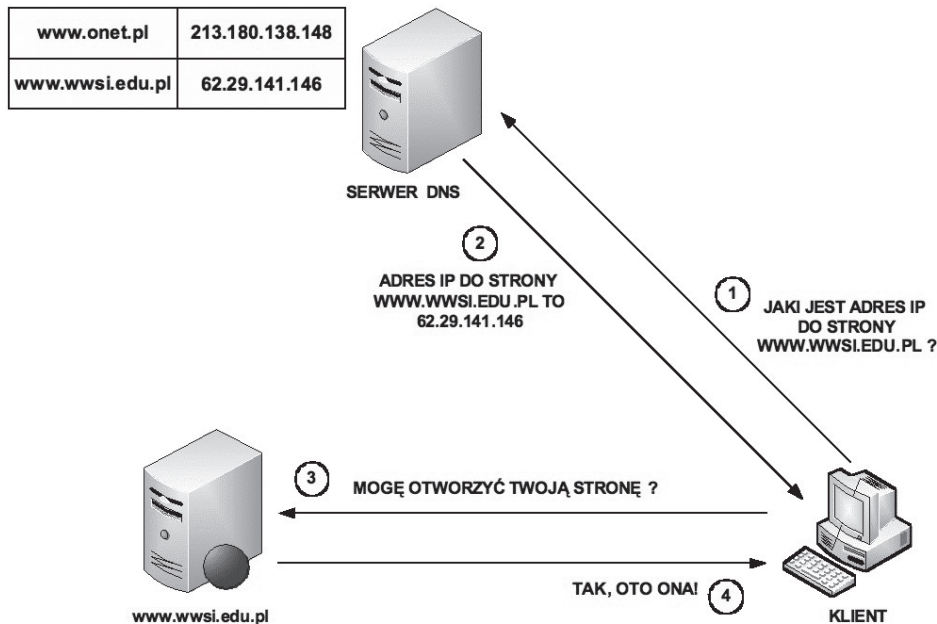 www.onet.pl 213.180.138.148
www.wwsi.edu.pl 62.29.141.146
SERWER DNS
2
ADRES IP DO STRONY
WWW.WWSI.EDU.PL TO
62.29.141.146
1
JAKI JEST ADRES IP
DO STRONY
WWW.WWSI.EDU.PL ?
3
MOGĘ OTWORZYĆ TWOJĄ STRONĘ ?
TAK, OTO ONA!
4
www.wwsi.edu.pl
KLIENT